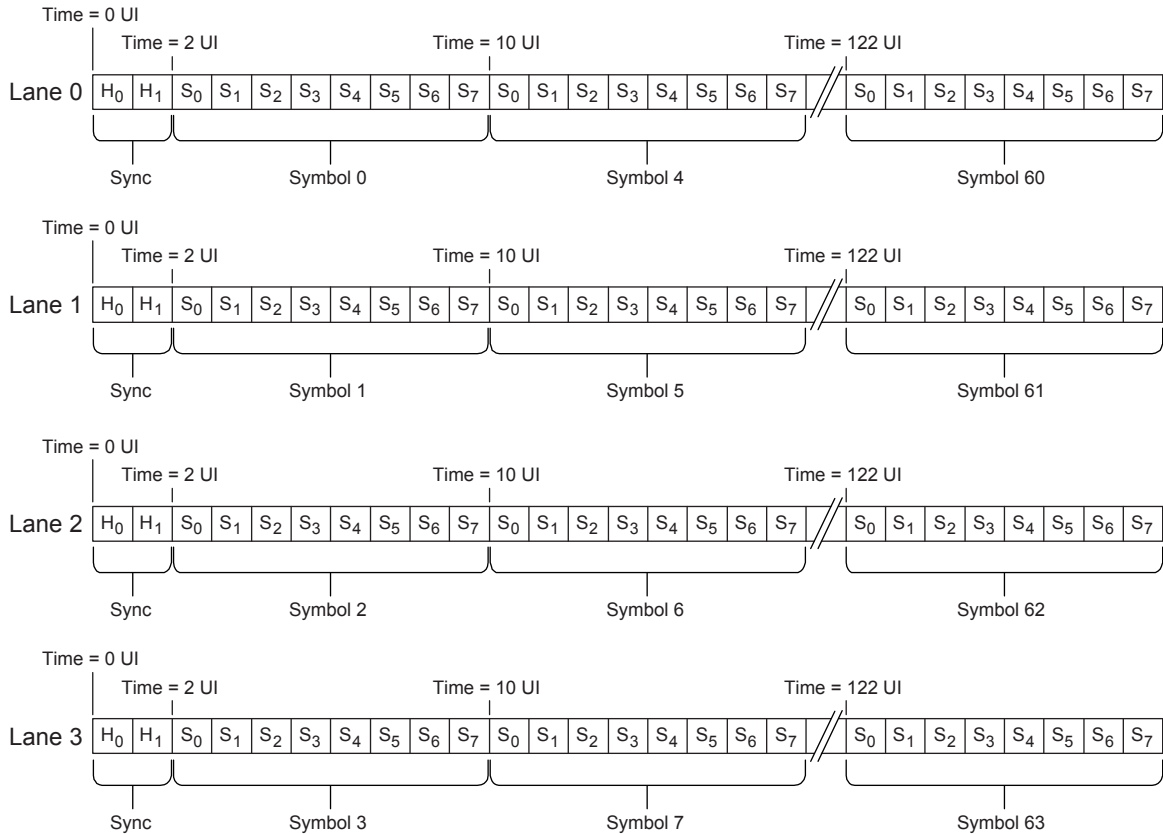 Time = 0 UI
Time = 2 UI Time = 10 UI Time = 122 UI
Lane 0 H0 H1 S0 S1 S2 S3 S4 S5 S6 S7 S0 S1 S2 S3 S4 S5 S6 S7 S0 S1 S2 S3 S4 S5 S6 S7
Sync Symbol 0 Symbol 4 Symbol 60
Time = 0 UI
Time = 2 UI Time = 10 UI Time = 122 UI
Lane 1 H0 H1 S0 S1 S2 S3 S4 S5 S6 S7 S0 S1 S2 S3 S4 S5 S6 S7 S0 S1 S2 S3 S4 S5 S6 S7
Sync Symbol 1 Symbol 5 Symbol 61
Time = 0 UI
Time = 2 UI Time = 10 UI Time = 122 UI
Lane 2 H0 H1 S0 S1 S2 S3 S4 S5 S6 S7 S0 S1 S2 S3 S4 S5 S6 S7 S0 S1 S2 S3 S4 S5 S6 S7
Sync Symbol 2 Symbol 6 Symbol 62
Time = 0 UI
Time = 2 UI Time = 10 UI Time = 122 UI
Lane 3 H0 H1 S0 S1 S2 S3 S4 S5 S6 S7 S0 S1 S2 S3 S4 S5 S6 S7 S0 S1 S2 S3 S4 S5 S6 S7
Sync Symbol 3 Symbol 7 Symbol 63